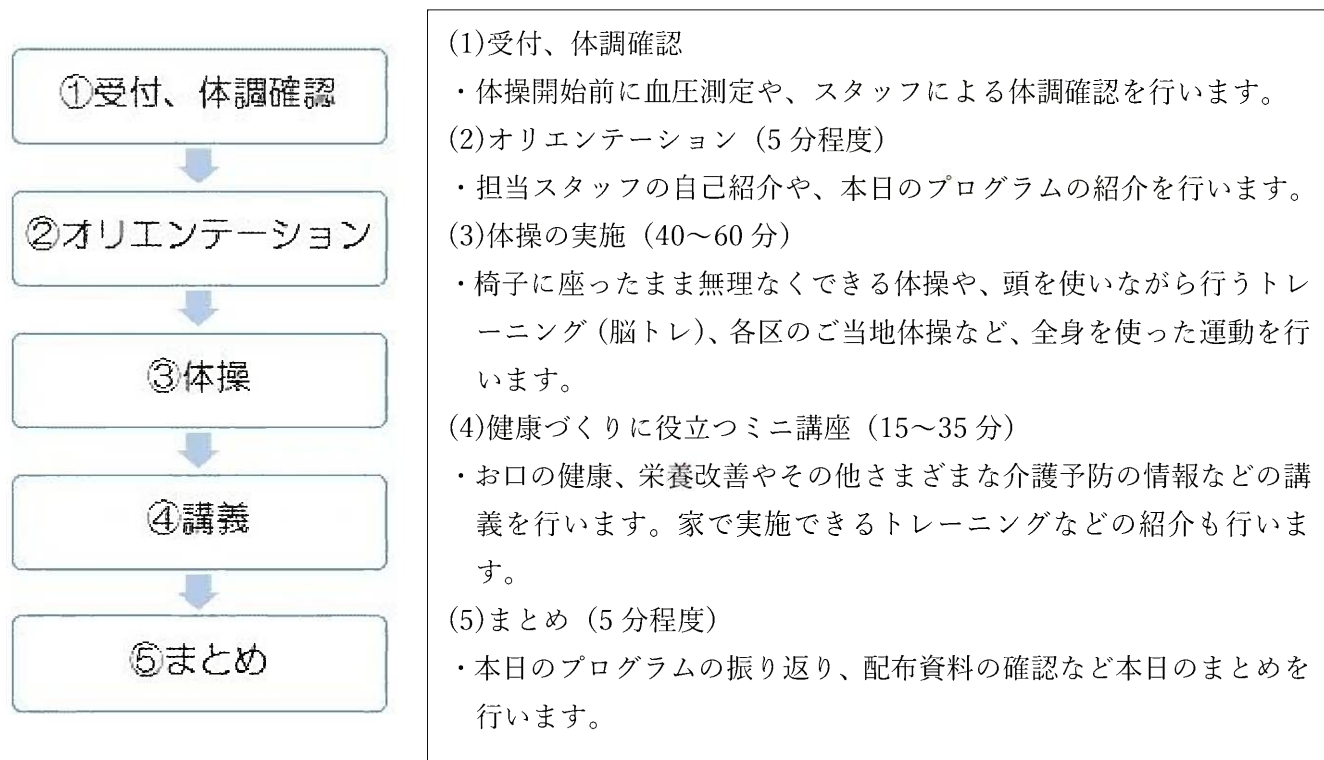 ①受付、体調確認
②オリエンテーション
③体操
④講義
⑤まとめ
(1)受付、体調確認
・体操開始前に血圧測定や、スタッフによる体調確認を行います。
(2)オリエンテーション（5 分程度）
・担当スタッフの自己紹介や、本日のプログラムの紹介を行います。
(3)体操の実施（40～60 分）
・椅子に座ったまま無理なくできる体操や、頭を使いながら行うトレ
ーニング（脳トレ）、各区のご当地体操など、全身を使った運動を行
います。
(4)健康づくりに役立つミニ講座（15～35 分）
・お口の健康、栄養改善やその他さまざまな介護予防の情報などの講
義を行います。家で実施できるトレーニングなどの紹介も行いま
す。
(5)まとめ（5 分程度）
・本日のプログラムの振り返り、配布資料の確認など本日のまとめを
行います。